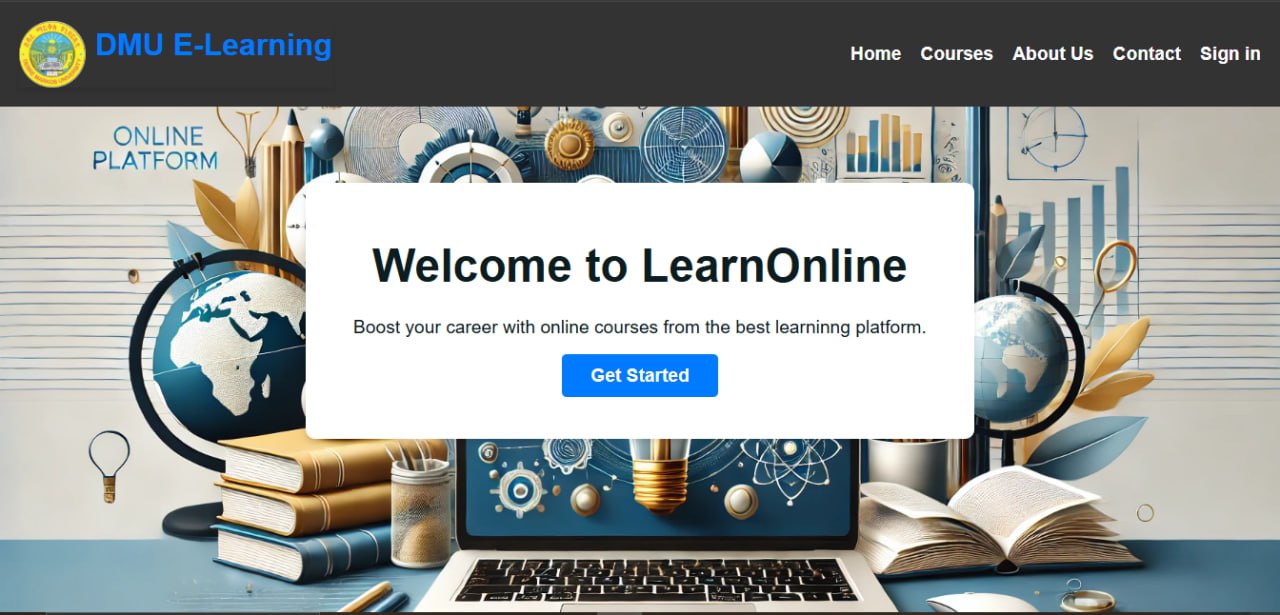 DMU E-Learning
Home Courses About Us Contact Sign in
ONLINE
PLATFORM
Welcome to LearnOnline
Boost your career with online courses from the best learninng platform.
Get Started